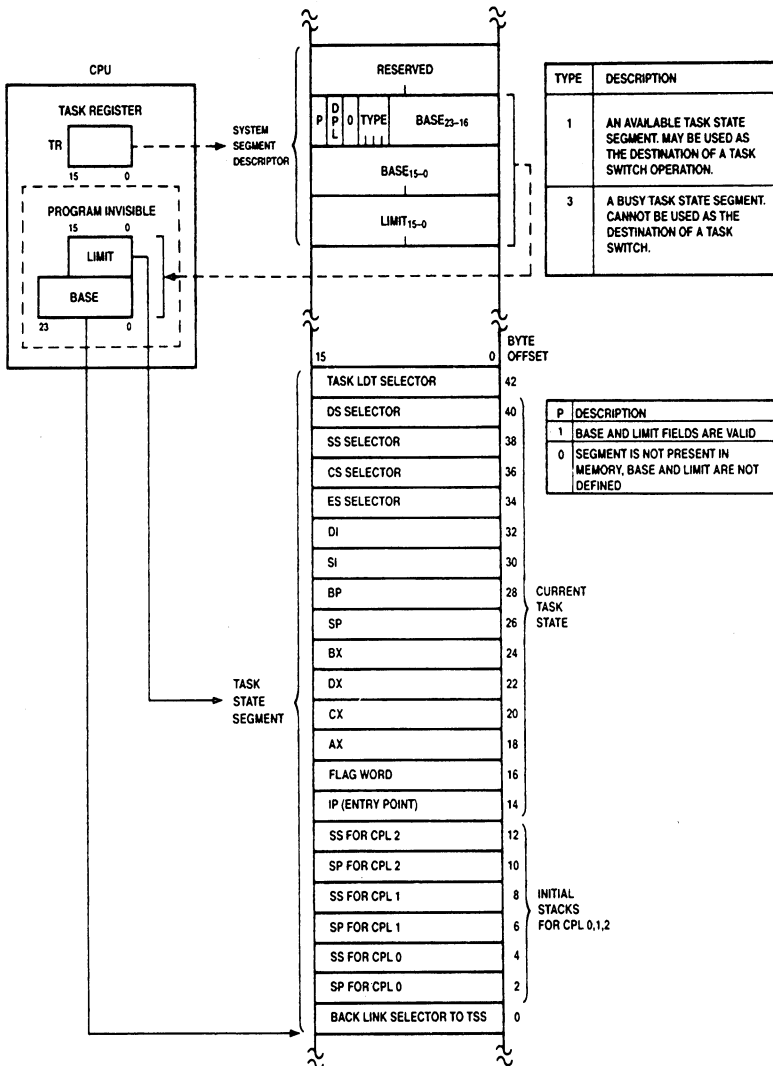 CPU
TASK REGISTER
TR
15 0
PROGRAM INVISIBLE
15 0
LIMIT
BASE
23 0
SYSTEM
SEGMENT
DESCRIPTOR
RESERVED
P DPL 0 TYPE BASE23–16
BASE15–0
LIMIT15–0
TYPE DESCRIPTION
1 AN AVAILABLE TASK STATE
SEGMENT. MAY BE USED AS
THE DESTINATION OF A TASK
SWITCH OPERATION.
3 A BUSY TASK STATE SEGMENT.
CANNOT BE USED AS THE
DESTINATION OF A TASK
SWITCH.
15 0
BYTE
OFFSET
TASK LDT SELECTOR 42
DS SELECTOR 40
SS SELECTOR 38
CS SELECTOR 36
ES SELECTOR 34
DI 32
SI 30
BP 28
SP 26
BX 24
DX 22
CX 20
AX 18
FLAG WORD 16
IP (ENTRY POINT) 14
SS FOR CPL 2 12
SP FOR CPL 2 10
SS FOR CPL 1 8
SP FOR CPL 1 6
SS FOR CPL 0 4
SP FOR CPL 0 2
BACK LINK SELECTOR TO TSS 0
TASK
STATE
SEGMENT
CURRENT
TASK
STATE
INITIAL
STACKS
FOR CPL 0,1,2
P DESCRIPTION
1 BASE AND LIMIT FIELDS ARE VALID
0 SEGMENT IS NOT PRESENT IN
MEMORY, BASE AND LIMIT ARE NOT
DEFINED